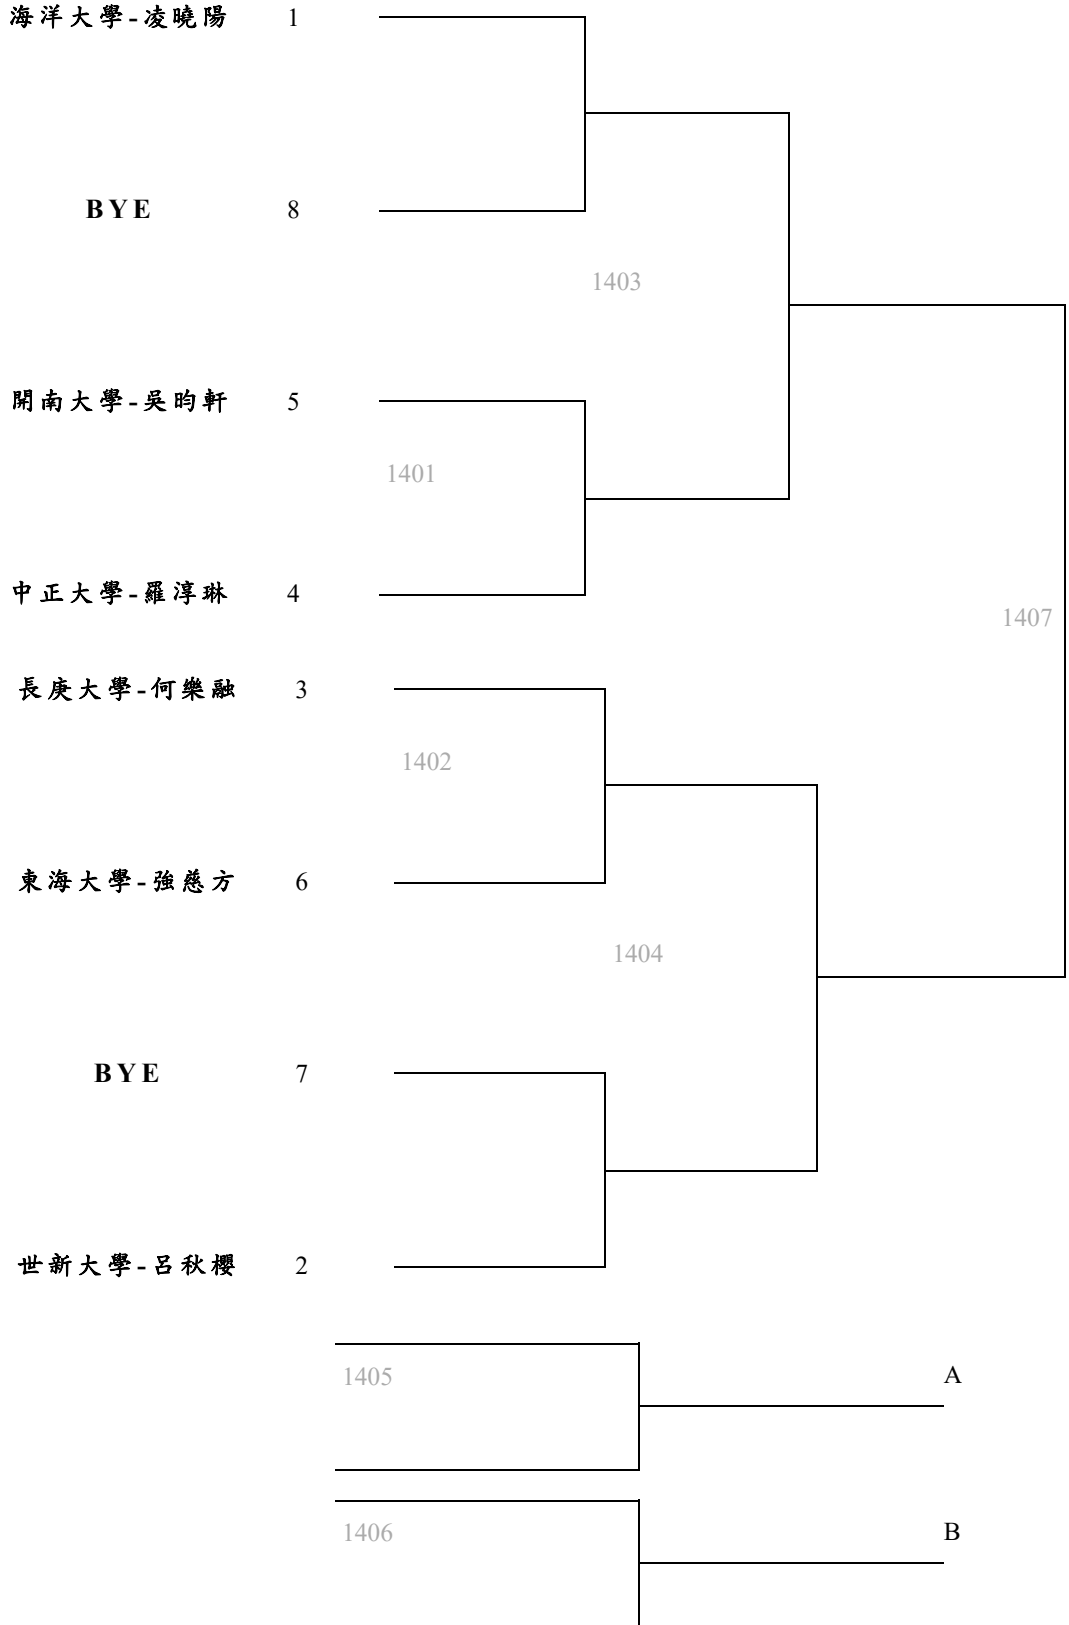 海洋大學-凌曉陽 1
BYE 8
1403
開南大學-吳昀軒 5
1401
中正大學-羅淳琳 4
1407
長庚大學-何樂融 3
1402
東海大學-強慈方 6
1404
BYE 7
世新大學-呂秋櫻 2
1405 A
1406 B